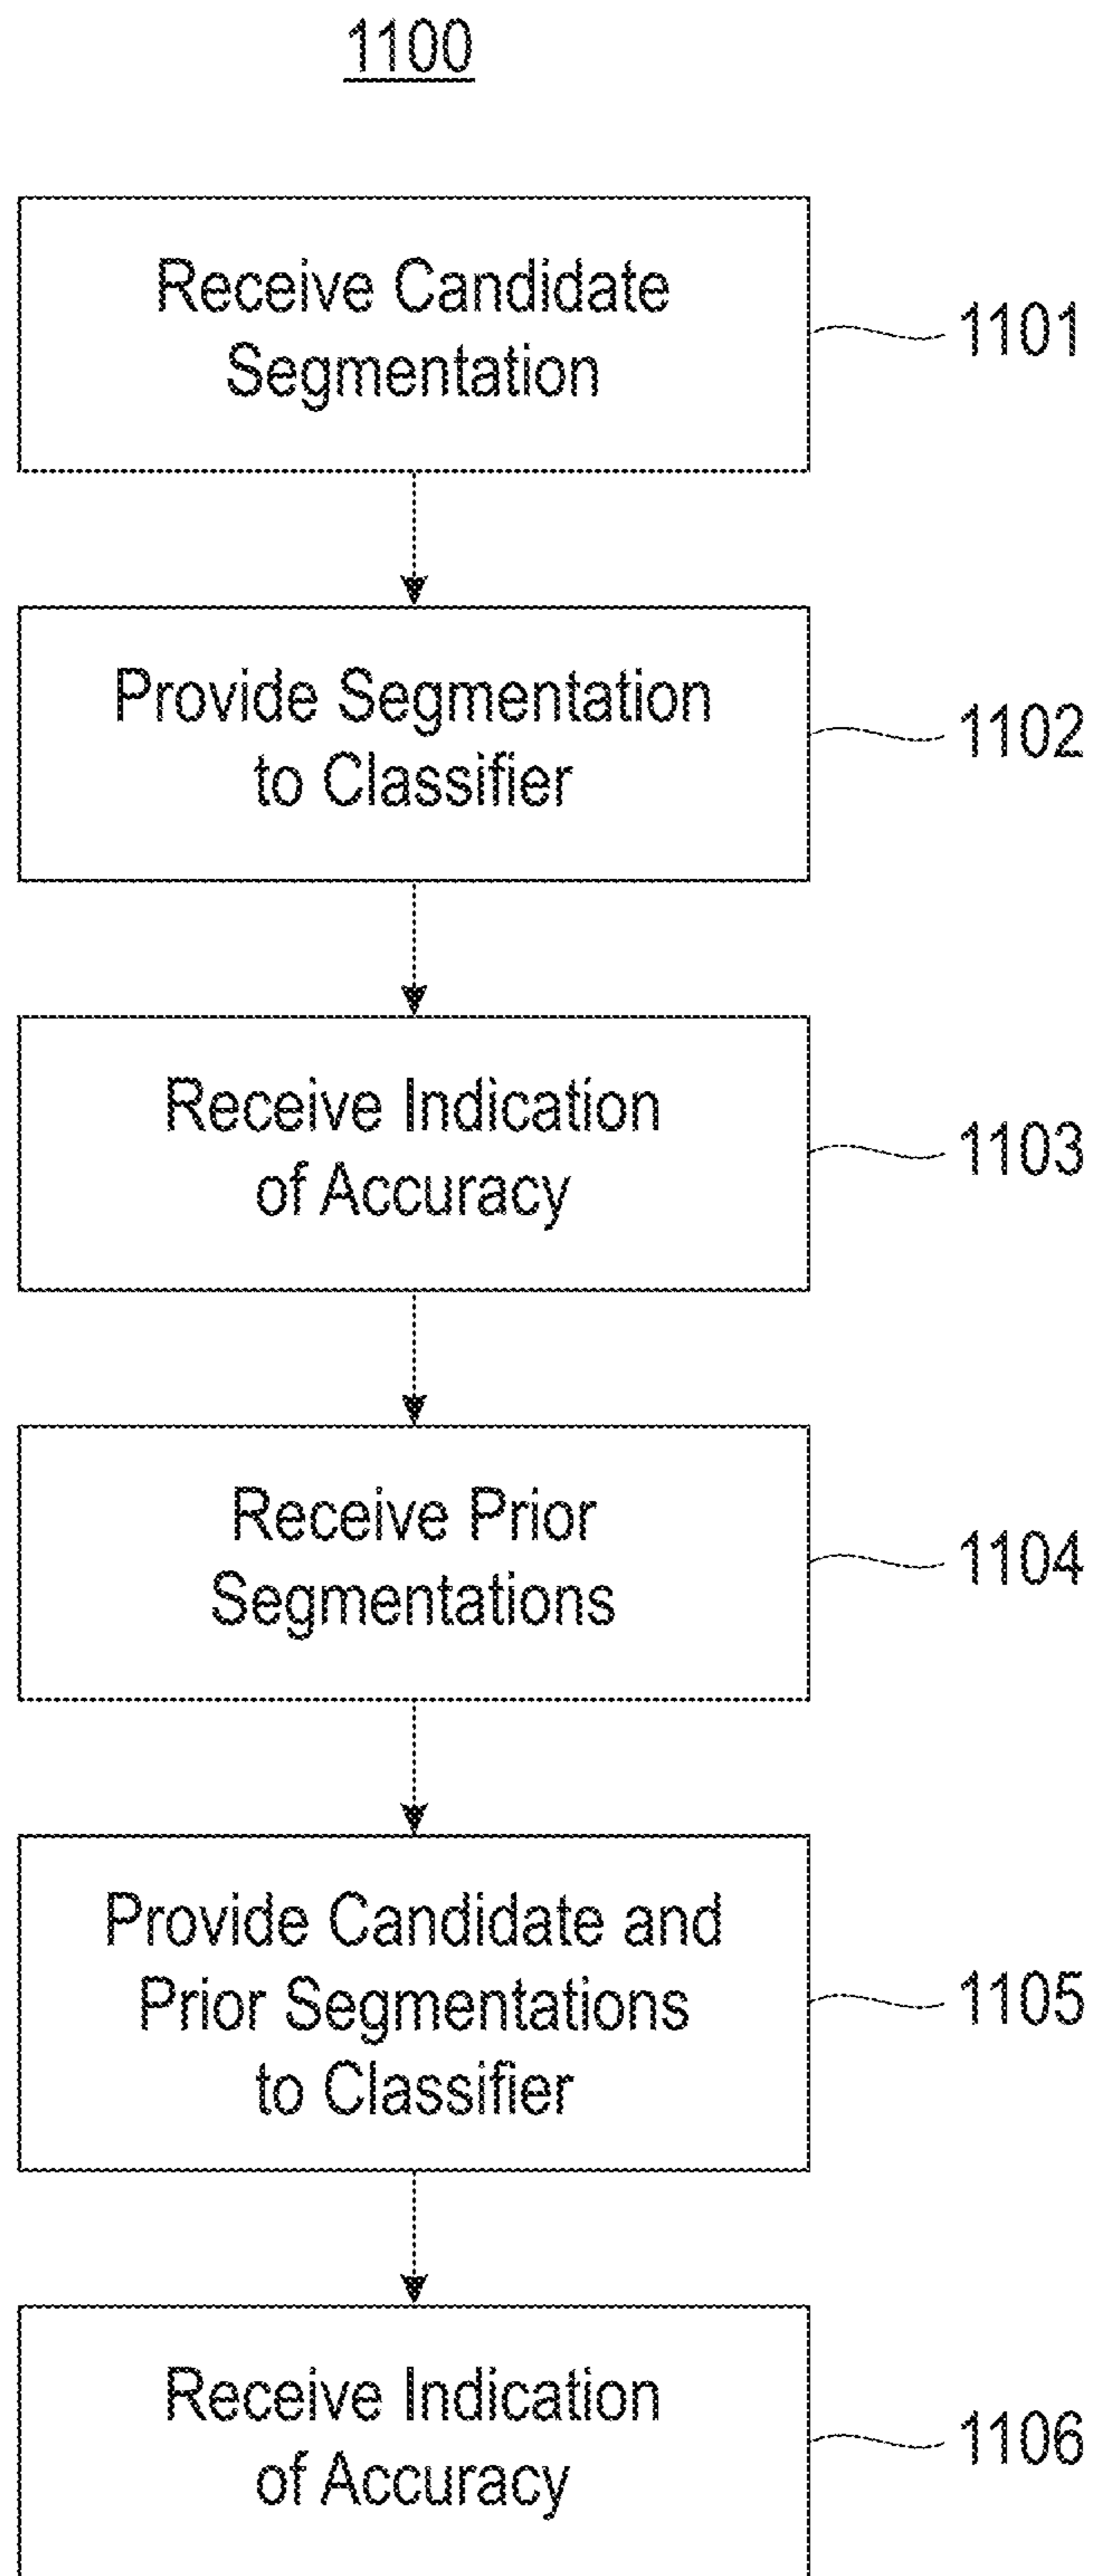 1100
Receive Candidate
Segmentation
1101
Provide Segmentation
to Classifier
1102
Receive Indication
of Accuracy
1103
Receive Prior
Segmentations
1104
Provide Candidate and
Prior Segmentations
to Classifier
1105
Receive Indication
of Accuracy
1106